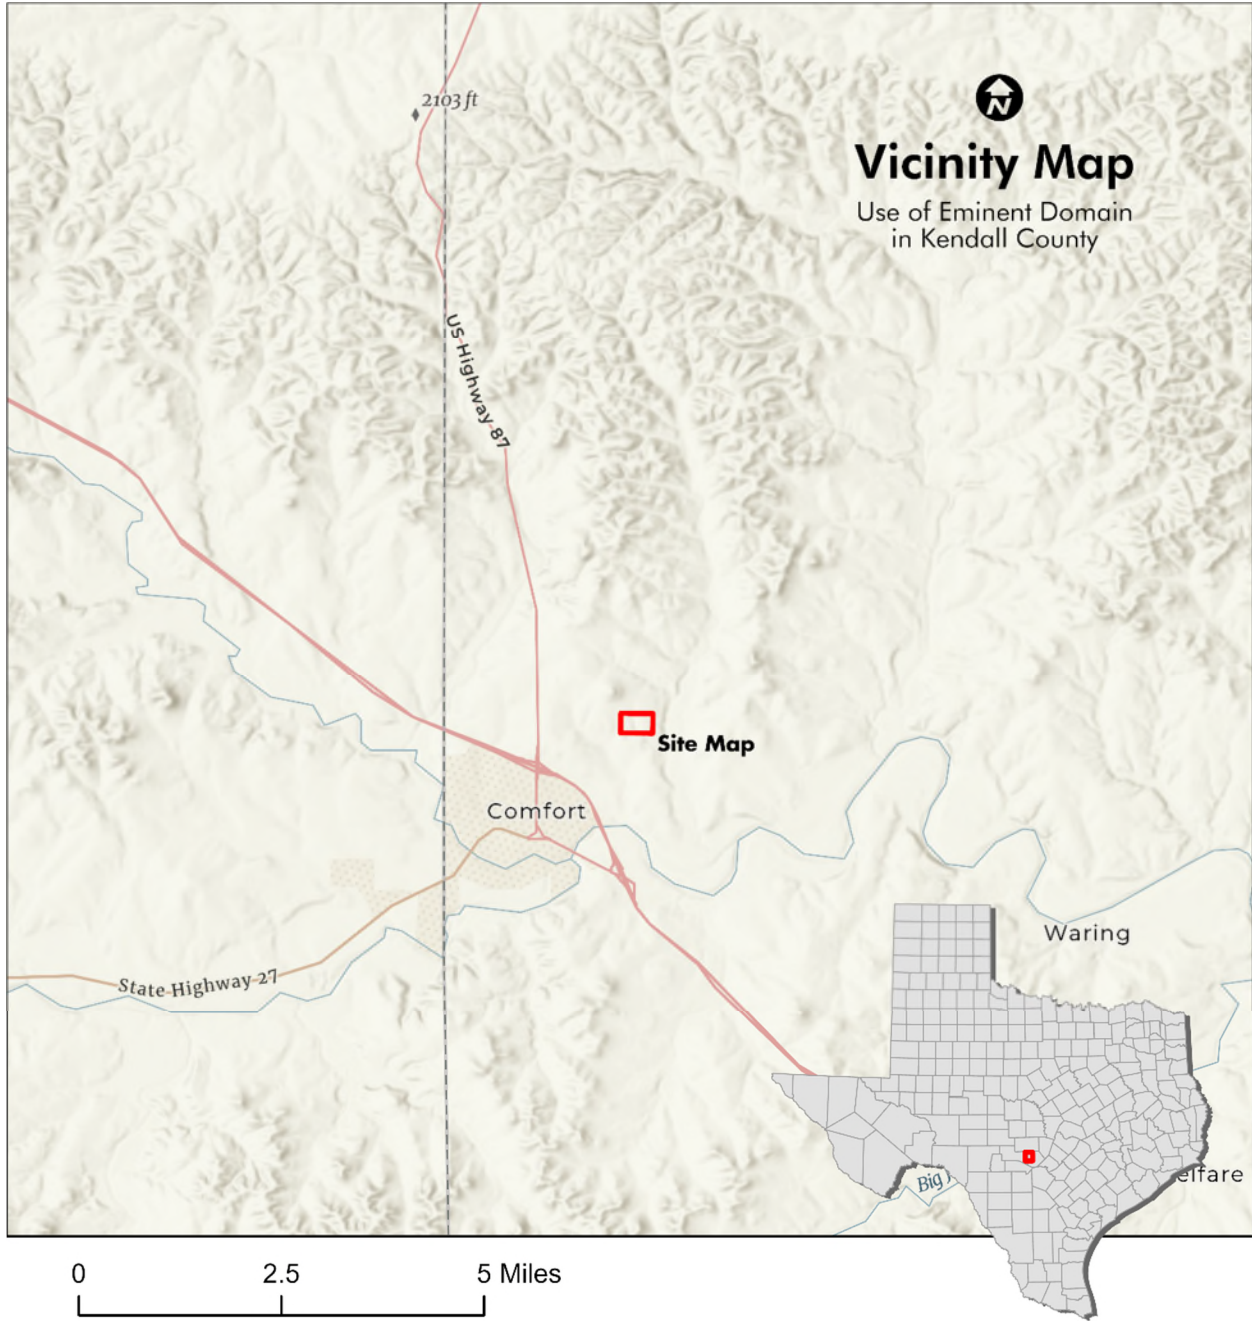 2103 ft
N
Vicinity Map
Use of Eminent Domain
in Kendall County
US Highway 87
Site Map
Comfort
Waring
State Highway 27
Big
elfare
0 2.5 5 Miles